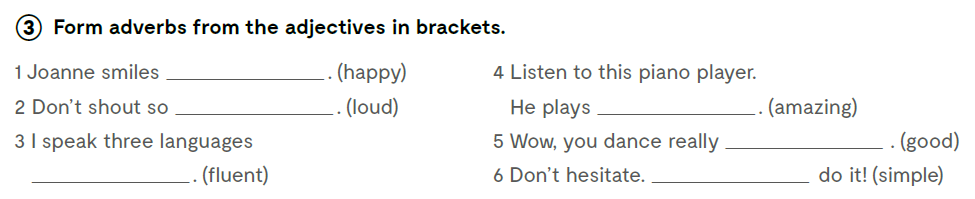 3 Form adverbs from the adjectives in brackets.
1 Joanne smiles ______________. (happy)
2 Don't shout so ______________. (loud)
3 I speak three languages
______________. (fluent)
4 Listen to this piano player.
He plays ______________. (amazing)
5 Wow, you dance really ______________. (good)
6 Don't hesitate. ______________ do it! (simple)